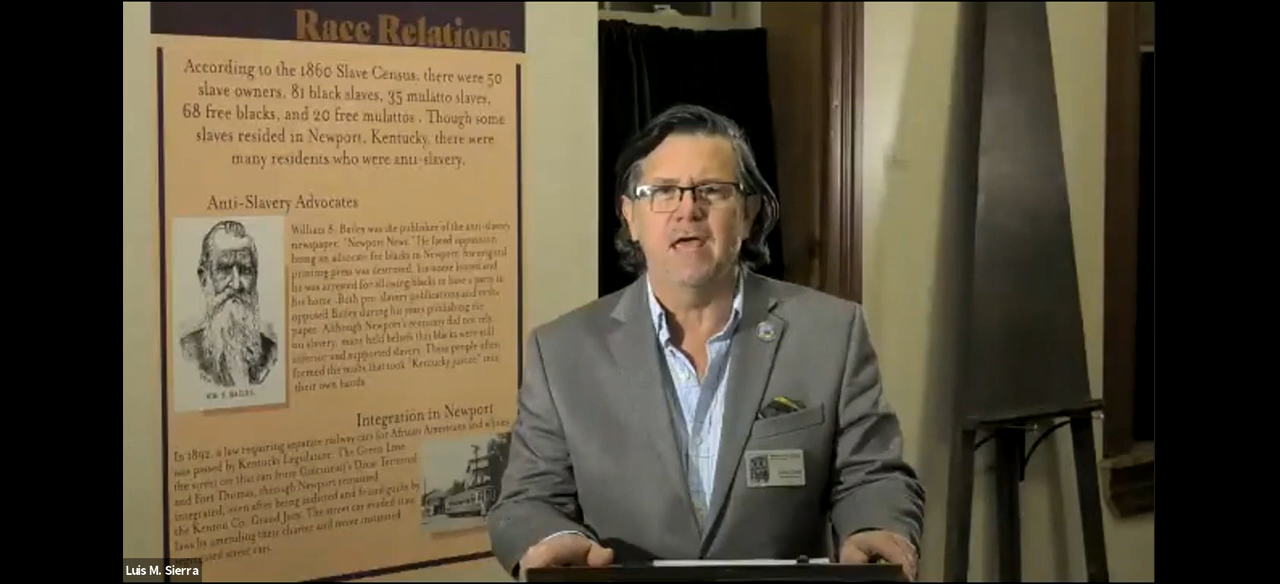 Race Relations
According to the 1860 Slave Census, there were 50
slave owners, 81 black slaves, 35 mulatto slaves,
68 free blacks, and 20 free mulattos . Though some
slaves resided in Newport, Kentucky, there were
many residents who were anti-slavery.
Anti-Slavery Advocates
William S. Bailey was the publisher of the anti-slavery
newspaper, "Newport News." He faced opposition
being an advocate for blacks in Newport, his original
printing press was destroyed, his home burned and
he was arrested for allowing blacks to have a party in
his home. Both pro slavery publications and mobs
opposed Bailey during his years publishing the
paper. Although Newport's economy did not rely
on slavery, many held beliefs that blacks were still
inferior and supported slavery. These people often
formed the mobs that took "Kentucky justice" into
their own hands.
WM. S. BAILEY.
Integration in Newport
In 1892, a law requiring separate railway cars for African Americans and whites
was passed by Kentucky Legislature. The Green Line
the street car that ran from Cincinnati's Dixie Terminal
and Fort Thomas, through Newport remained
integrated, even after being indicted and found guilty by
the Kenton Co. Grand Jury. The street car evaded state
laws by amending their charter and never instituted
street cars.
Luis M. Sierra